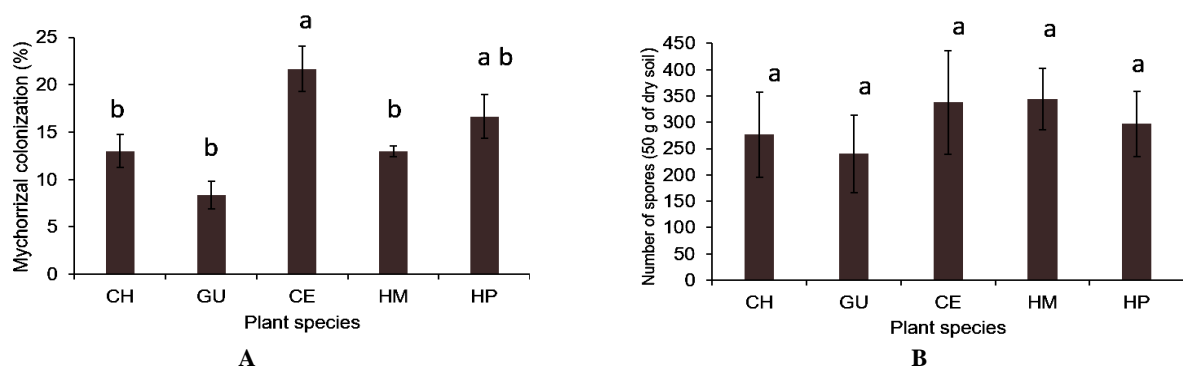 Mychorrizal colonization (%)
25
20
15
10
5
0
b
b
a
b
a b
CH GU CE HM HP
Plant species
A
Number of spores (50 g of dry soil)
450
400
350
300
250
200
150
100
50
0
a
a
a
a
a
CH GU CE HM HP
Plant species
B